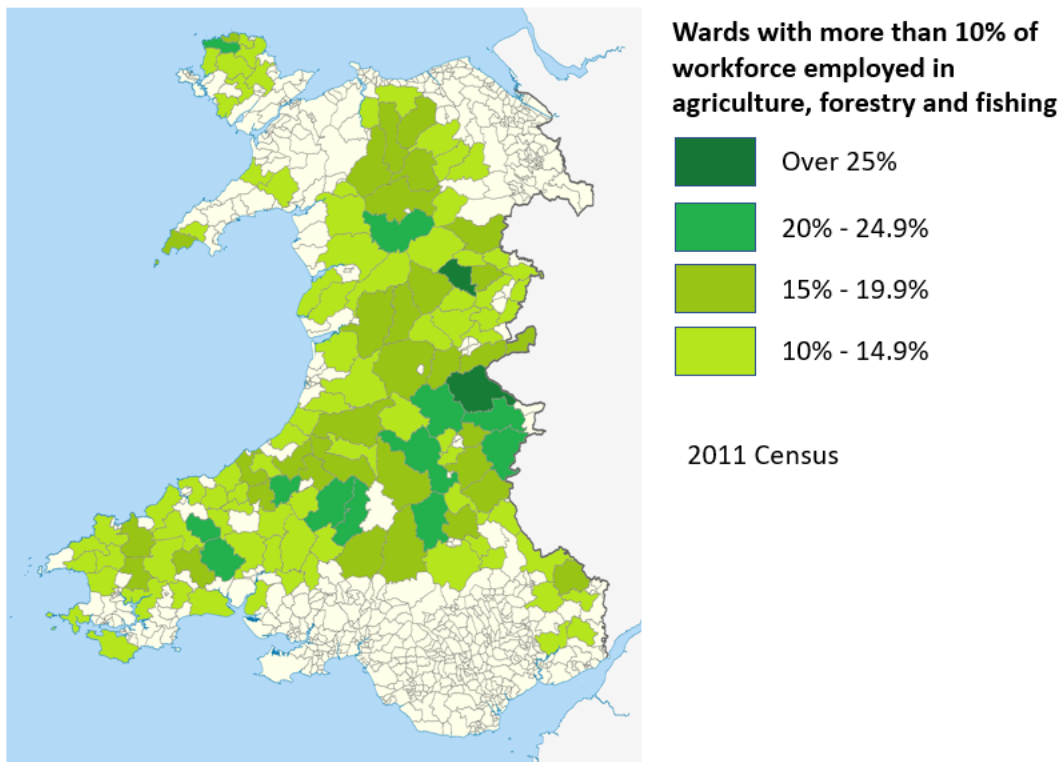 Wards with more than 10% of
workforce employed in
agriculture, forestry and fishing
Over 25%
20% - 24.9%
15% - 19.9%
10% - 14.9%
2011 Census